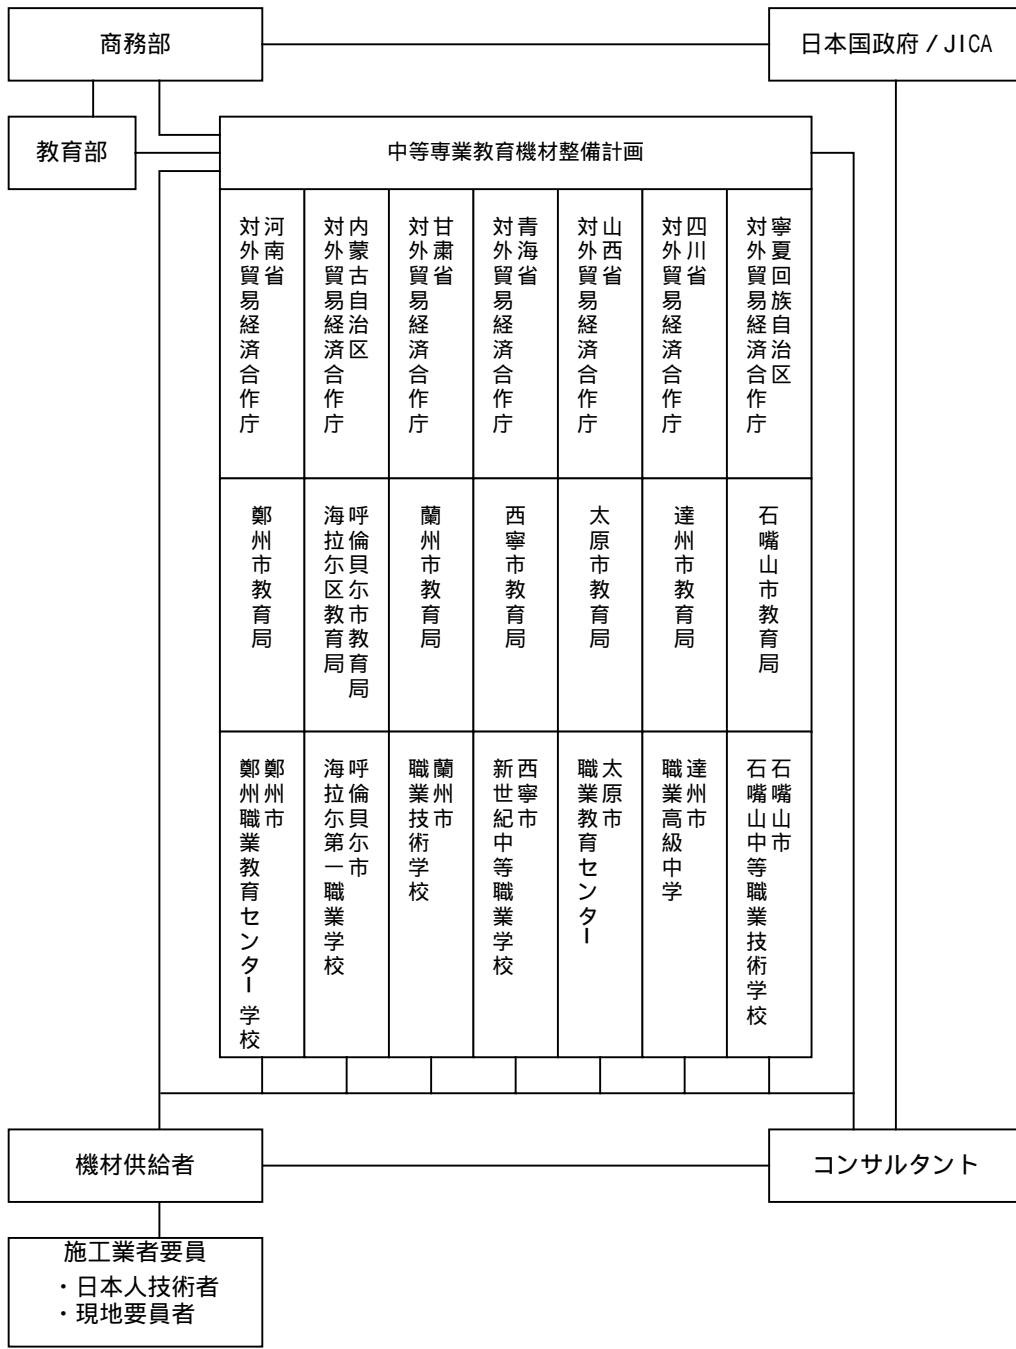 商務部
日本国政府 / JICA
教育部
中等専業教育機材整備計画
河南省
対外貿易経済合作庁
内蒙古自治区
対外貿易経済合作庁
甘粛省
対外貿易経済合作庁
青海省
対外貿易経済合作庁
山西省
対外貿易経済合作庁
四川省
対外貿易経済合作庁
寧夏回族自治区
対外貿易経済合作庁
鄭州市教育局
呼倫貝尓市教育局
海拉尓区教育局
蘭州市教育局
西寧市教育局
太原市教育局
達州市教育局
石嘴山市教育局
鄭州市
鄭州職業教育センター学校
呼倫貝尓市
海拉尓第一職業学校
蘭州市
職業技術学校
西寧市
新世紀中等職業学校
太原市
職業教育センター
達州市
職業高級中学
石嘴山市
石嘴山中等職業技術学校
機材供給者
コンサルタント
施工業者要員
・日本人技術者
・現地要員者